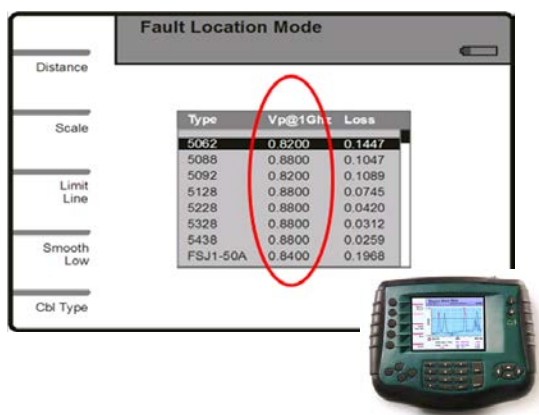 Fault Location Mode
Distance
Scale
Limit
Line
Smooth
Low
Cbl Type
Type Vp@1Ghz Loss
5062 0.8200 0.1447
5088 0.8800 0.1047
5092 0.8200 0.1089
5128 0.8800 0.0745
5228 0.8800 0.0420
5328 0.8800 0.0312
5438 0.8800 0.0259
FSJ1-50A 0.8400 0.1968